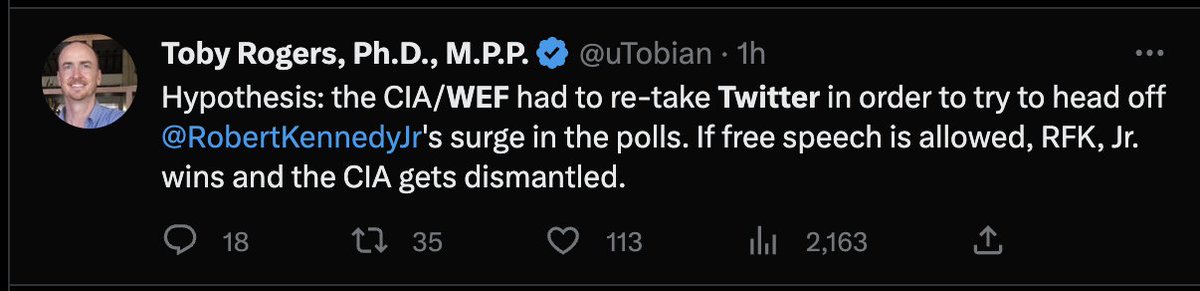 Toby Rogers, Ph.D., M.P.P. @uTobian · 1h
Hypothesis: the CIA/WEF had to re-take Twitter in order to try to head off
@RobertKennedyJr's surge in the polls. If free speech is allowed, RFK, Jr.
wins and the CIA gets dismantled.
18 35 113 2,163